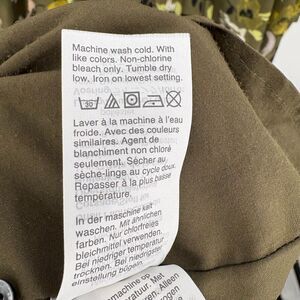 Machine wash cold. With
like colors. Non-chlorine
bleach only. Tumble dry
low. Iron on lowest setting.
30
Laver à la machine à l'eau
froide. Avec des couleurs
similaires. Agent de
blanchiment non chloré
seulement. Sécher au
sèche-linge au cycle doux.
Repasser à la plus basse
température.
In der maschine kalt
waschen. Mit ähnlichen
farben. Nur chlorfreies
verwenden.
Bei niedriger temperatur
trocknen. Bei niedrigster
einstellung bügeln.